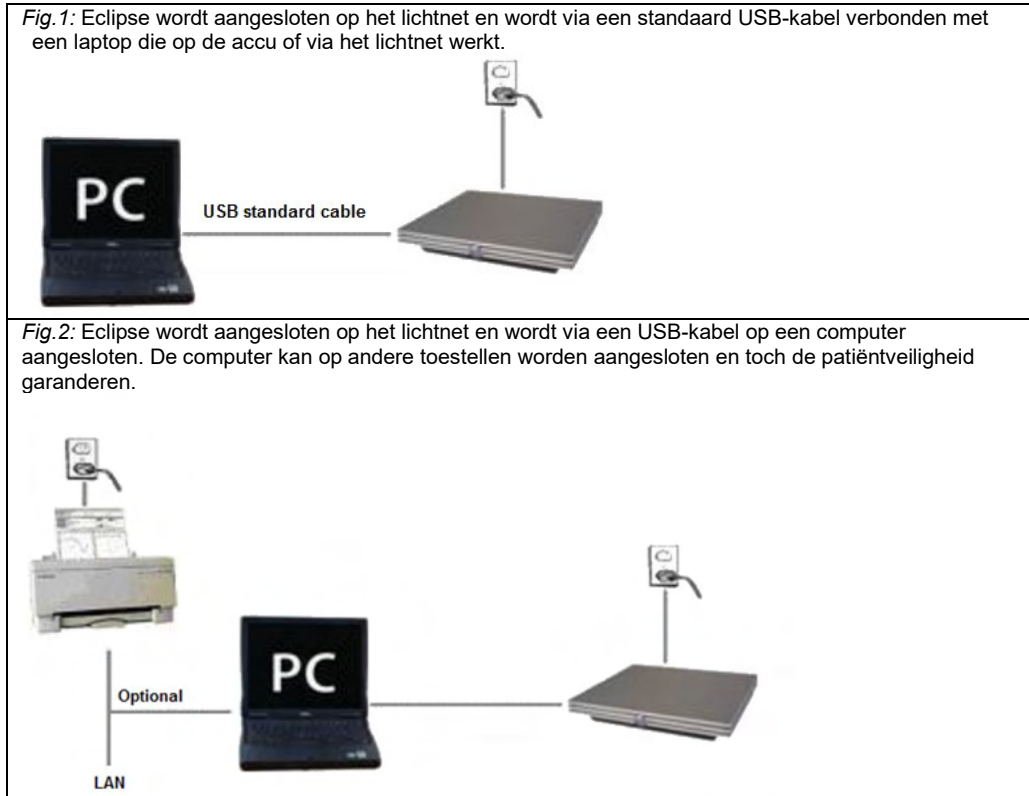 Fig.1: Eclipse wordt aangesloten op het lichtnet en wordt via een standaard USB-kabel verbonden met
een laptop die op de accu of via het lichtnet werkt.
PC
USB standard cable
Fig.2: Eclipse wordt aangesloten op het lichtnet en wordt via een USB-kabel op een computer
aangesloten. De computer kan op andere toestellen worden aangesloten en toch de patiëntveiligheid
garanderen.
PC
Optional
LAN